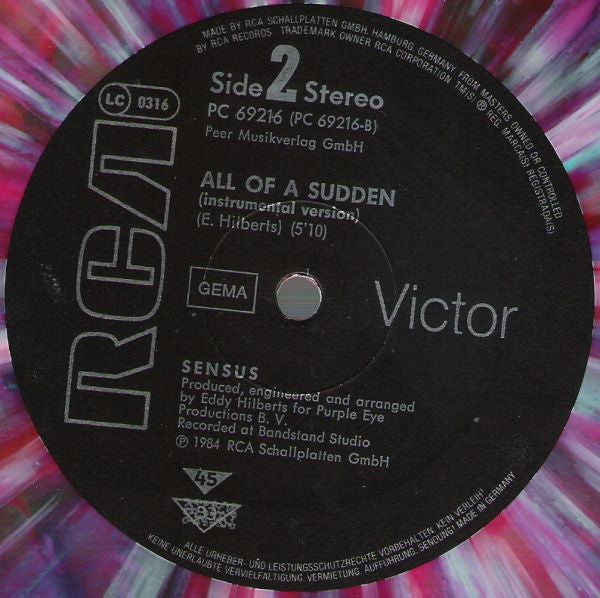 MADE BY RCA SCHALLPLATTEN GMBH, HAMBURG, GERMANY, FROM MASTERS OWNED OR CONTROLLED
BY RCA RECORDS · TRADEMARK OWNER RCA CORPORATION TM(S) ® REG. MARCA(S) REGISTRADA(S)
Side 2 Stereo
LC 0316
PC 69216 (PC 69216-B)
Peer Musikverlag GmbH
RCA
ALL OF A SUDDEN
(instrumental version)
(E. Hilberts) (5'10)
GEMA
Victor
SENSUS
Produced, engineered and arranged
by Eddy Hilberts for Purple Eye
Productions B. V.
Recorded at Bandstand Studio
℗ 1984 RCA Schallplatten GmbH
45
ALLE URHEBER- UND LEISTUNGSSCHUTZRECHTE VORBEHALTEN. KEIN VERLEIH!
KEINE UNERLAUBTE VERVIELFÄLTIGUNG, VERMIETUNG, AUFFÜHRUNG, SENDUNG! MADE IN GERMANY